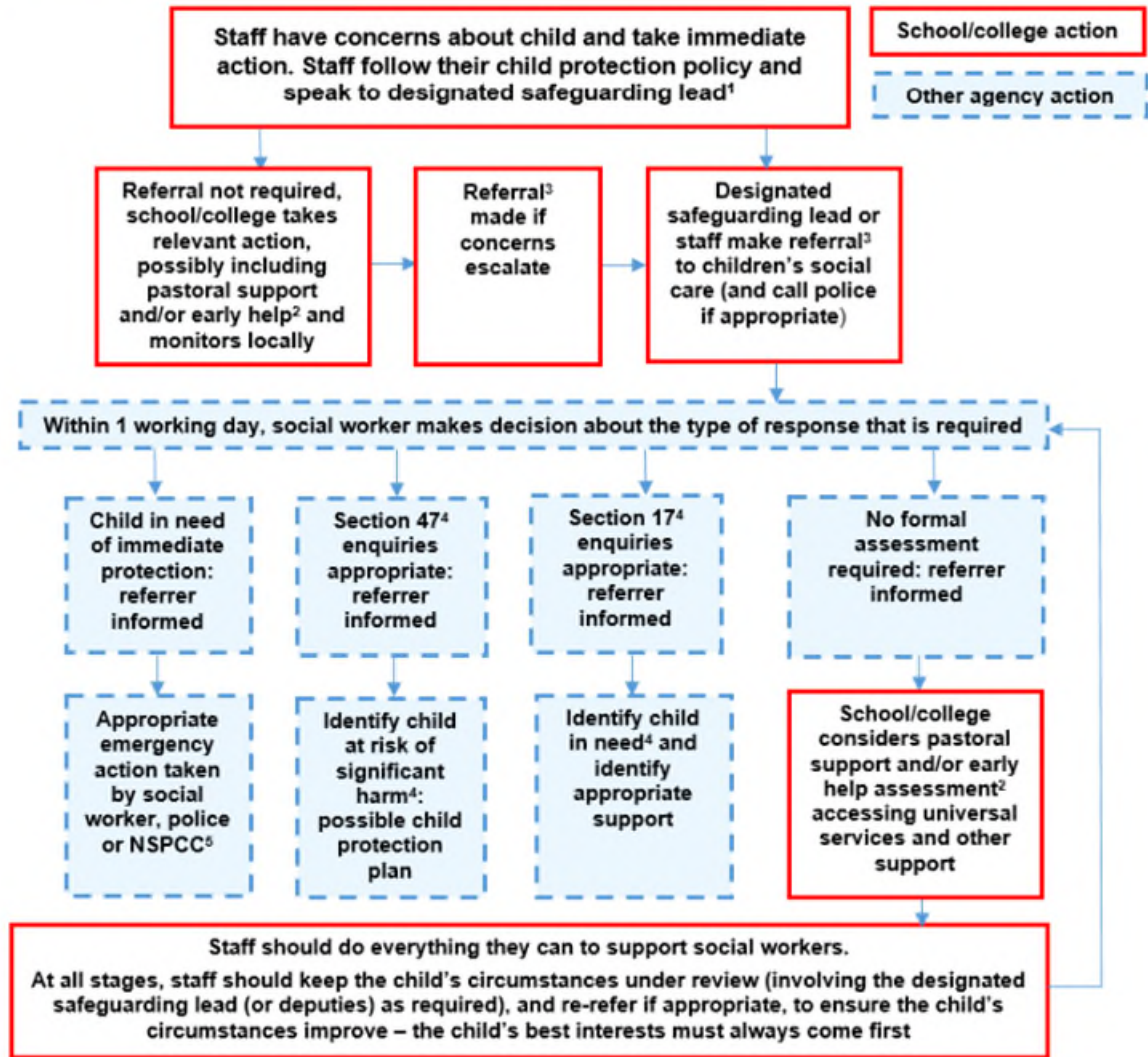 Staff have concerns about child and take immediate
action. Staff follow their child protection policy and
speak to designated safeguarding lead¹
School/college action
Other agency action
Referral not required,
school/college takes
relevant action,
possibly including
pastoral support
and/or early help² and
monitors locally
Referral³
made if
concerns
escalate
Designated
safeguarding lead or
staff make referral³
to children’s social
care (and call police
if appropriate)
Within 1 working day, social worker makes decision about the type of response that is required
Child in need
of immediate
protection:
referrer
informed
Section 47⁴
enquiries
appropriate:
referrer
informed
Section 17⁴
enquiries
appropriate:
referrer
informed
No formal
assessment
required: referrer
informed
Appropriate
emergency
action taken
by social
worker, police
or NSPCC⁵
Identify child
at risk of
significant
harm⁴:
possible child
protection
plan
Identify child
in need⁴ and
identify
appropriate
support
School/college
considers pastoral
support and/or early
help assessment²
accessing universal
services and other
support
Staff should do everything they can to support social workers.
At all stages, staff should keep the child’s circumstances under review (involving the designated
safeguarding lead (or deputies) as required), and re-refer if appropriate, to ensure the child’s
circumstances improve – the child’s best interests must always come first